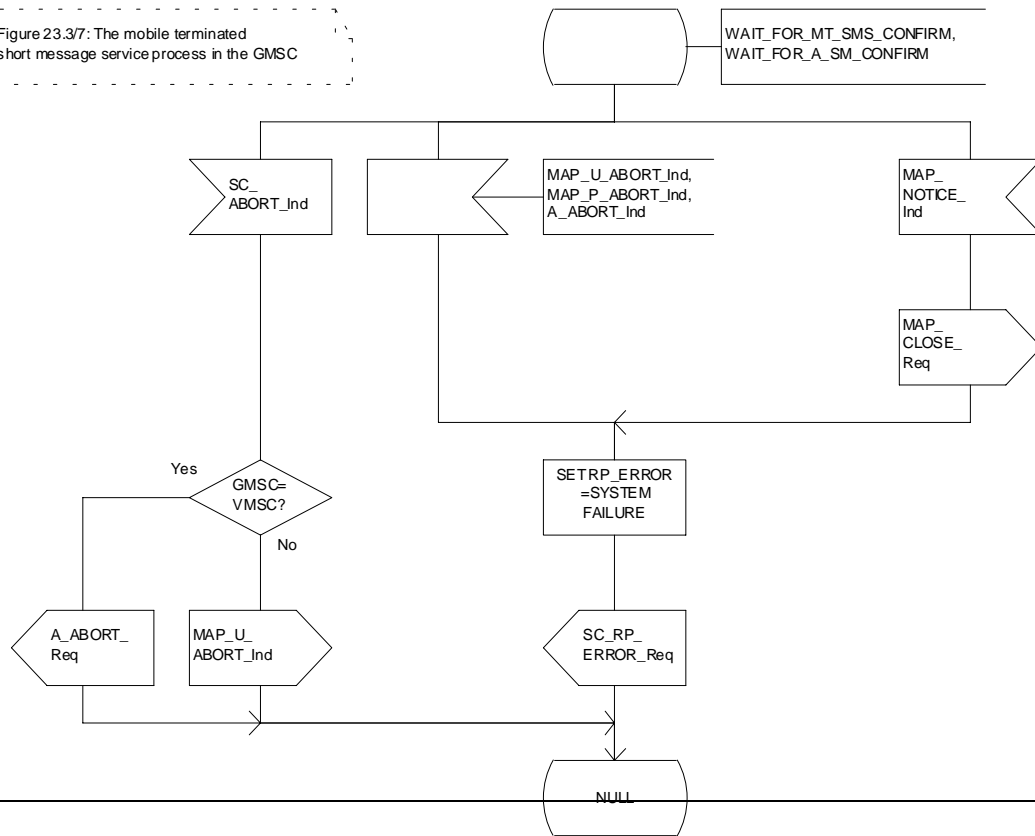 Figure 23.3/7: The mobile terminated
short message service process in the GMSC
WAIT_FOR_MT_SMS_CONFIRM,
WAIT_FOR_A_SM_CONFIRM
SC_
ABORT_Ind
MAP_U_ABORT_Ind,
MAP_P_ABORT_Ind,
A_ABORT_Ind
MAP_
NOTICE_
Ind
MAP_
CLOSE_
Req
Yes
GMSC=
VMSC?
No
SETRP_ERROR
=SYSTEM
FAILURE
A_ABORT_
Req
MAP_U_
ABORT_Ind
SC_RP_
ERROR_Req
NULL